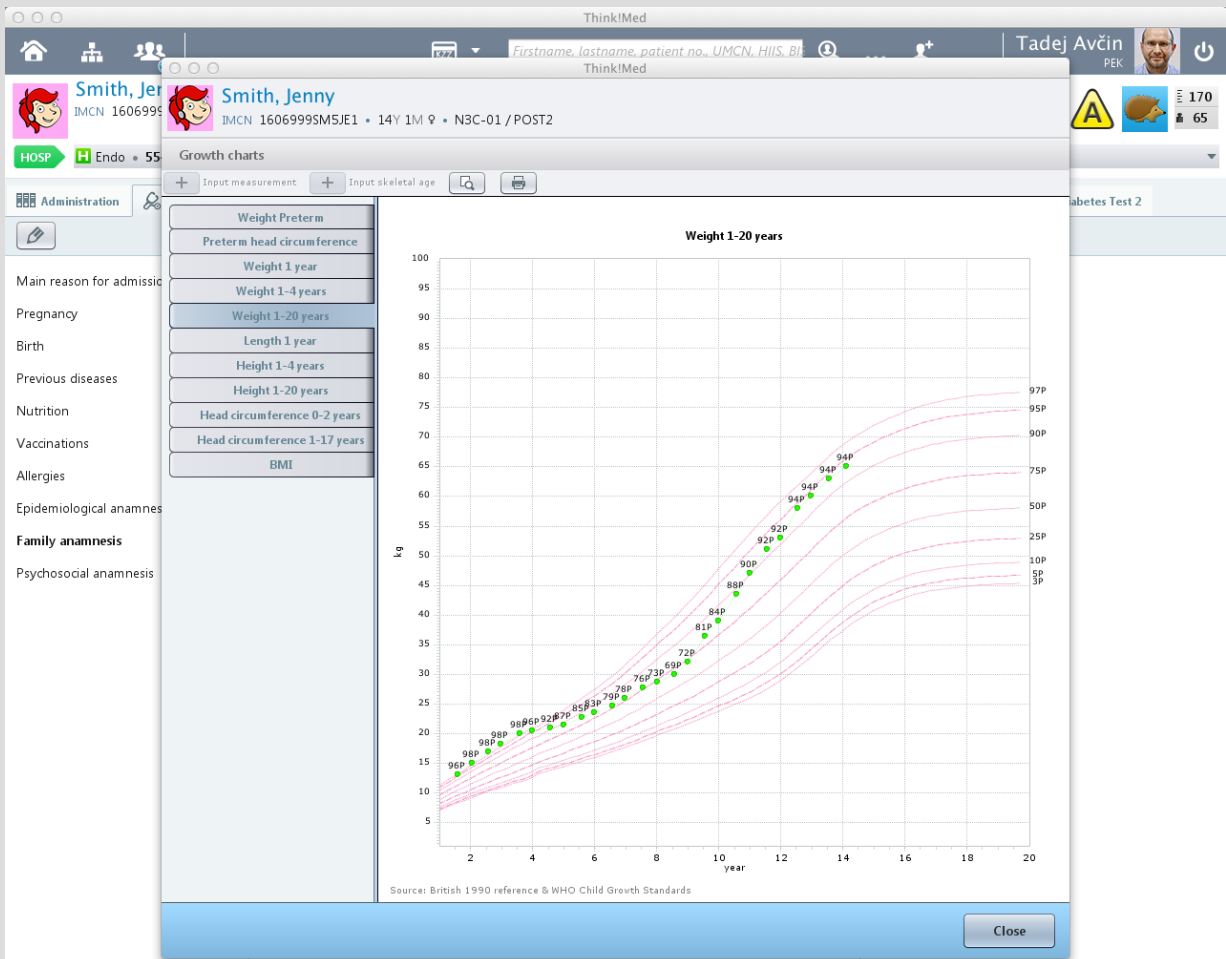 Think!Med
Firstname, lastname, patient no., UMCN, HIIS,
Tadej Avčin
PEK
Think!Med
Smith, Jer
IMCN 1606999
Smith, Jenny
IMCN 1606999SM5JE1 • 14Y 1M ♀ • N3C-01 / POST2
A
170
65
HOSP
H Endo • 55
Growth charts
+ Input measurement + Input skeletal age
Administration
abetes Test 2
Main reason for admissio
Pregnancy
Birth
Previous diseases
Nutrition
Vaccinations
Allergies
Epidemiological anamnes
Family anamnesis
Psychosocial anamnesis
Weight Preterm
Preterm head circumference
Weight 1 year
Weight 1-4 years
Weight 1-20 years
Length 1 year
Height 1-4 years
Height 1-20 years
Head circumference 0-2 years
Head circumference 1-17 years
BMI
Weight 1-20 years
100
95
90
85
80
75
70
65
60
55
50
45
40
35
30
25
20
15
10
5
kg
96P
98P
98P
98P
98P
96P
92P
87P
85P
83P
79P
78P
76P
73P
69P
72P
81P
84P
88P
90P
92P
92P
94P
94P
94P
94P
97P
95P
90P
75P
50P
25P
10P
5P
3P
2 4 6 8 10 12 14 16 18 20
year
Source: British 1990 reference & WHO Child Growth Standards
Close